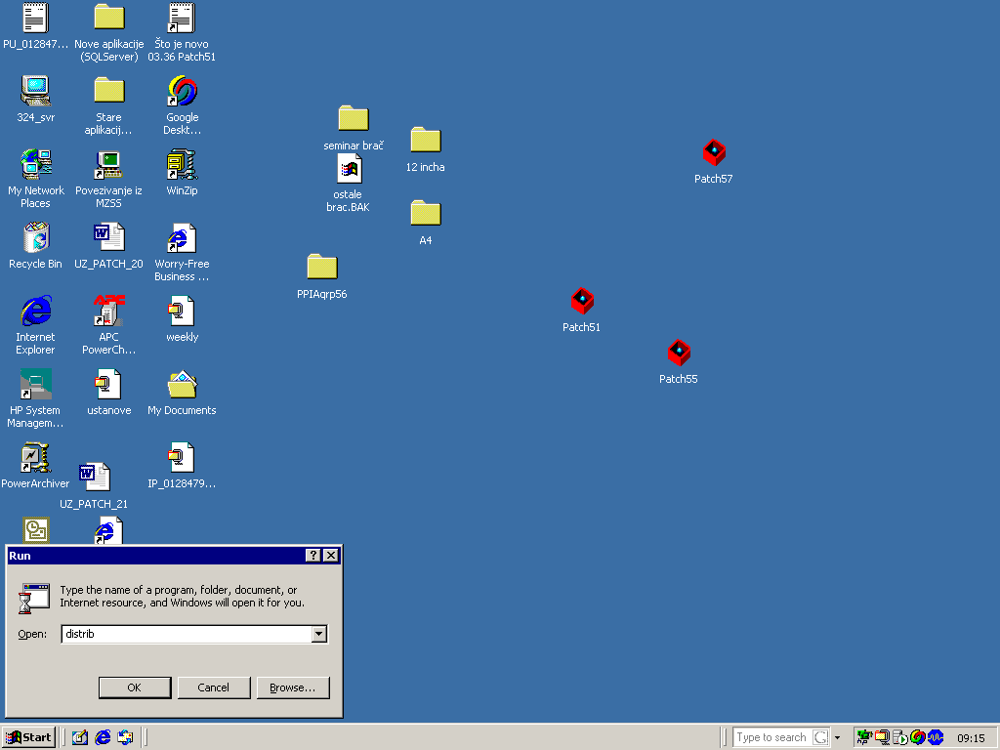 PU_012847...
Nove aplikacije
(SQLServer)
Što je novo
03.36 Patch51
324_svr
Stare
aplikacij...
Google
Deskt...
My Network
Places
Povezivanje iz
MZSS
WinZip
Recycle Bin
UZ_PATCH_20
Worry-Free
Business ...
Internet
Explorer
APC
APC
PowerCh...
weekly
HP System
Managem...
ustanove
My Documents
PowerArchiver
UZ_PATCH_21
IP_0128479...
seminar brač
12 incha
ostale
brac.BAK
A4
PPIAqrp56
Patch57
Patch51
Patch55
Run
Type the name of a program, folder, document, or
Internet resource, and Windows will open it for you.
Open: distrib
OK Cancel Browse...
Start Type to search 09:15